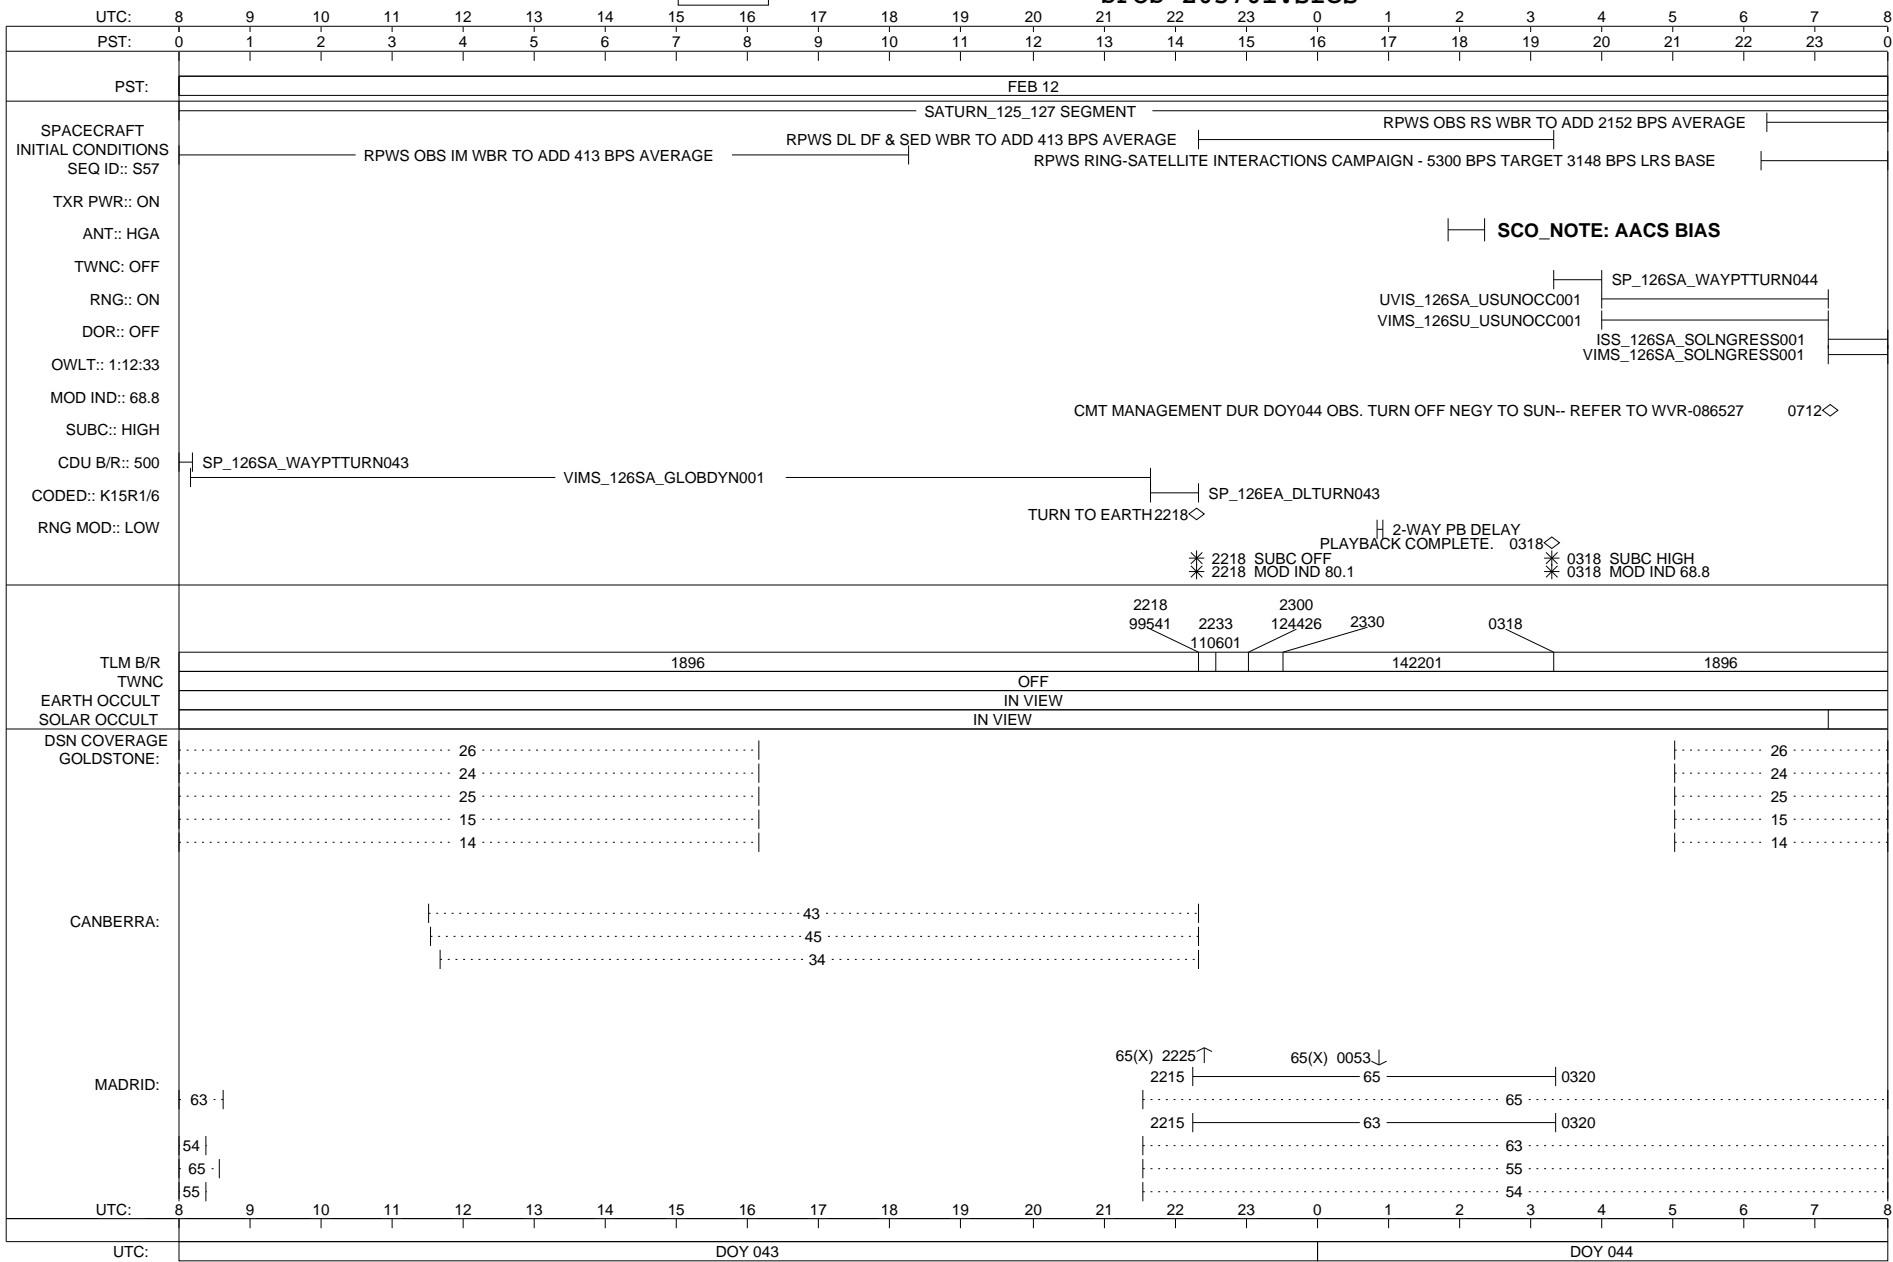 UTC: 8 9 10 11 12 13 14 15 16 17 18 19 20 21 22 23 0 1 2 3 4 5 6 7 8
PST: 0 1 2 3 4 5 6 7 8 9 10 11 12 13 14 15 16 17 18 19 20 21 22 23 0
PST: FEB 12
SATURN_125_127 SEGMENT
SPACECRAFT
INITIAL CONDITIONS
SEQ ID:: S57
TXR PWR:: ON
ANT:: HGA
TWNC: OFF
RNG:: ON
DOR:: OFF
OWLT:: 1:12:33
MOD IND:: 68.8
SUBC:: HIGH
CDU B/R:: 500
CODED:: K15R1/6
RNG MOD:: LOW
RPWS OBS RS WBR TO ADD 2152 BPS AVERAGE
RPWS DL DF & SED WBR TO ADD 413 BPS AVERAGE
RPWS OBS IM WBR TO ADD 413 BPS AVERAGE
RPWS RING-SATELLITE INTERACTIONS CAMPAIGN - 5300 BPS TARGET 3148 BPS LRS BASE
SCO_NOTE: AACS BIAS
SP_126SA_WAYPTTURN044
UVIS_126SA_USUNOCC001
VIMS_126SU_USUNOCC001
ISS_126SA_SOLNGRESS001
VIMS_126SA_SOLNGRESS001
CMT MANAGEMENT DUR DOY044 OBS. TURN OFF NEGY TO SUN-- REFER TO WVR-086527 0712
SP_126SA_WAYPTTURN043
VIMS_126SA_GLOBDYN001
SP_126EA_DLTURN043
TURN TO EARTH 2218
2-WAY PB DELAY
PLAYBACK COMPLETE. 0318
2218 SUBC OFF 0318 SUBC HIGH
2218 MOD IND 80.1 0318 MOD IND 68.8
2218 2300
99541 2233 124426 2330 0318
110601
TLM B/R 1896 142201 1896
TWNC OFF
EARTH OCCULT IN VIEW
SOLAR OCCULT IN VIEW
DSN COVERAGE
GOLDSTONE:
26 26
24 24
25 25
15 15
14 14
CANBERRA:
43
45
34
MADRID:
65(X) 2225 65(X) 0053
2215 65 0320
63 65
2215 63 0320
54 63
65 55
55 54
UTC: 8 9 10 11 12 13 14 15 16 17 18 19 20 21 22 23 0 1 2 3 4 5 6 7 8
UTC: DOY 043 DOY 044